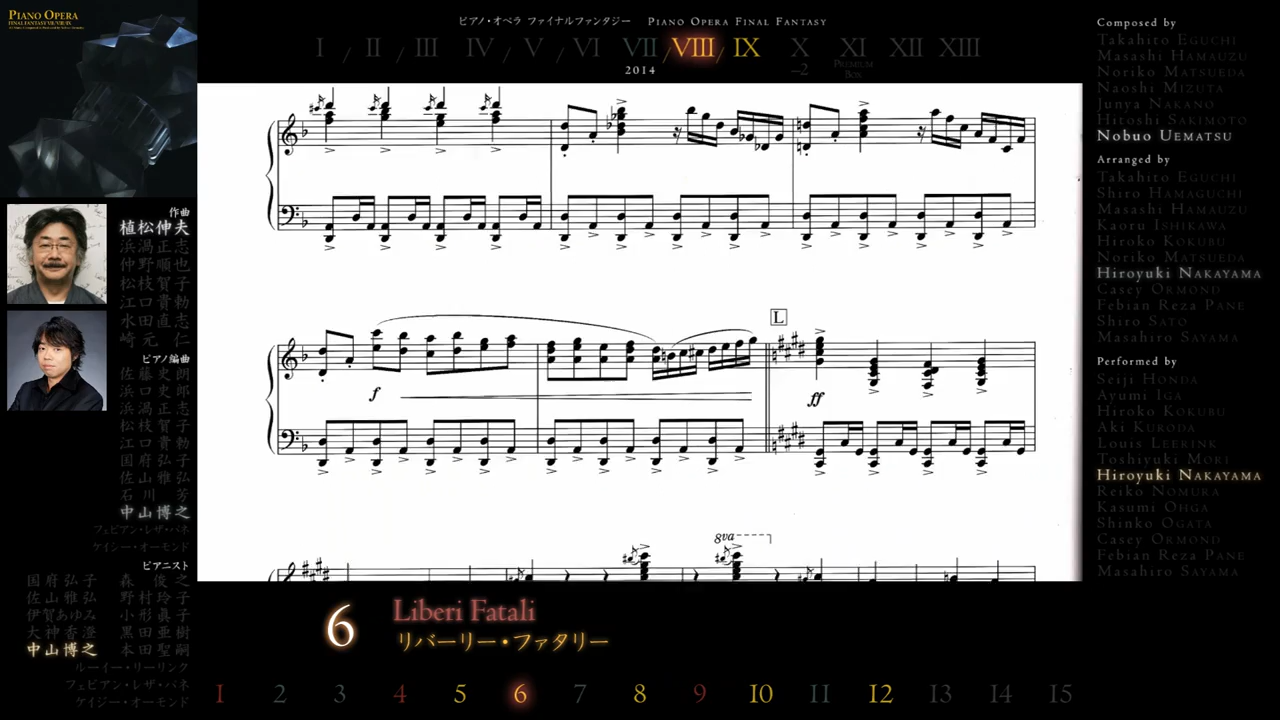 PIANO OPERA
FINAL FANTASY VII/VIII/IX
ピアノ・オペラ ファイナルファンタジー PIANO OPERA FINAL FANTASY
I / II / III IV / V / VI VII / VIII / IX X XI XII XIII
2014
-2
PREMIUM
BOX
作曲
植松伸夫
浜渦正志
仲野順也
松枝賀子
江口貴勅
水田直志
崎元仁
ピアノ編曲
佐藤史朗
浜口史郎
浜渦正志
松枝賀子
江口貴勅
国府弘子
佐山雅弘
石川芳
中山博之
フェビアン・レザ・パネ
ケイシー・オーモンド
ピアニスト
国府弘子 森俊之
佐山雅弘 野村玲子
伊賀あゆみ 小形眞子
大神香澄 黒田亜樹
中山博之 本田聖嗣
ルーイー・リーリンク
フェビアン・レザ・パネ
ケイジー・オーモンド
L
f
ff
8va
Composed by
Takahito EGUCHI
Masashi HAMAUZU
Noriko MATSUEDA
Naoshi MIZUTA
Junya NAKANO
Hitoshi SAKIMOTO
Nobuo UEMATSU
Arranged by
Takahito EGUCHI
Shiro HAMAGUCHI
Masashi HAMAUZU
Kaoru ISHIKAWA
Hiroko KOKUBU
Noriko MATSUEDA
Hiroyuki NAKAYAMA
Casey ORMOND
Febian Reza PANE
Shiro SATO
Masahiro SAYAMA
Performed by
Seiji HONDA
Ayumi IGA
Hiroko KOKUBU
Aki KURODA
Louis LEERINK
Toshiyuki MORI
Hiroyuki NAKAYAMA
Reiko NOMURA
Kasumi OHGA
Shinko OGATA
Casey ORMOND
Febian Reza PANE
Masahiro SAYAMA
6 Liberi Fatali
リバーリー・ファタリー
1 2 3 4 5 6 7 8 9 10 11 12 13 14 15